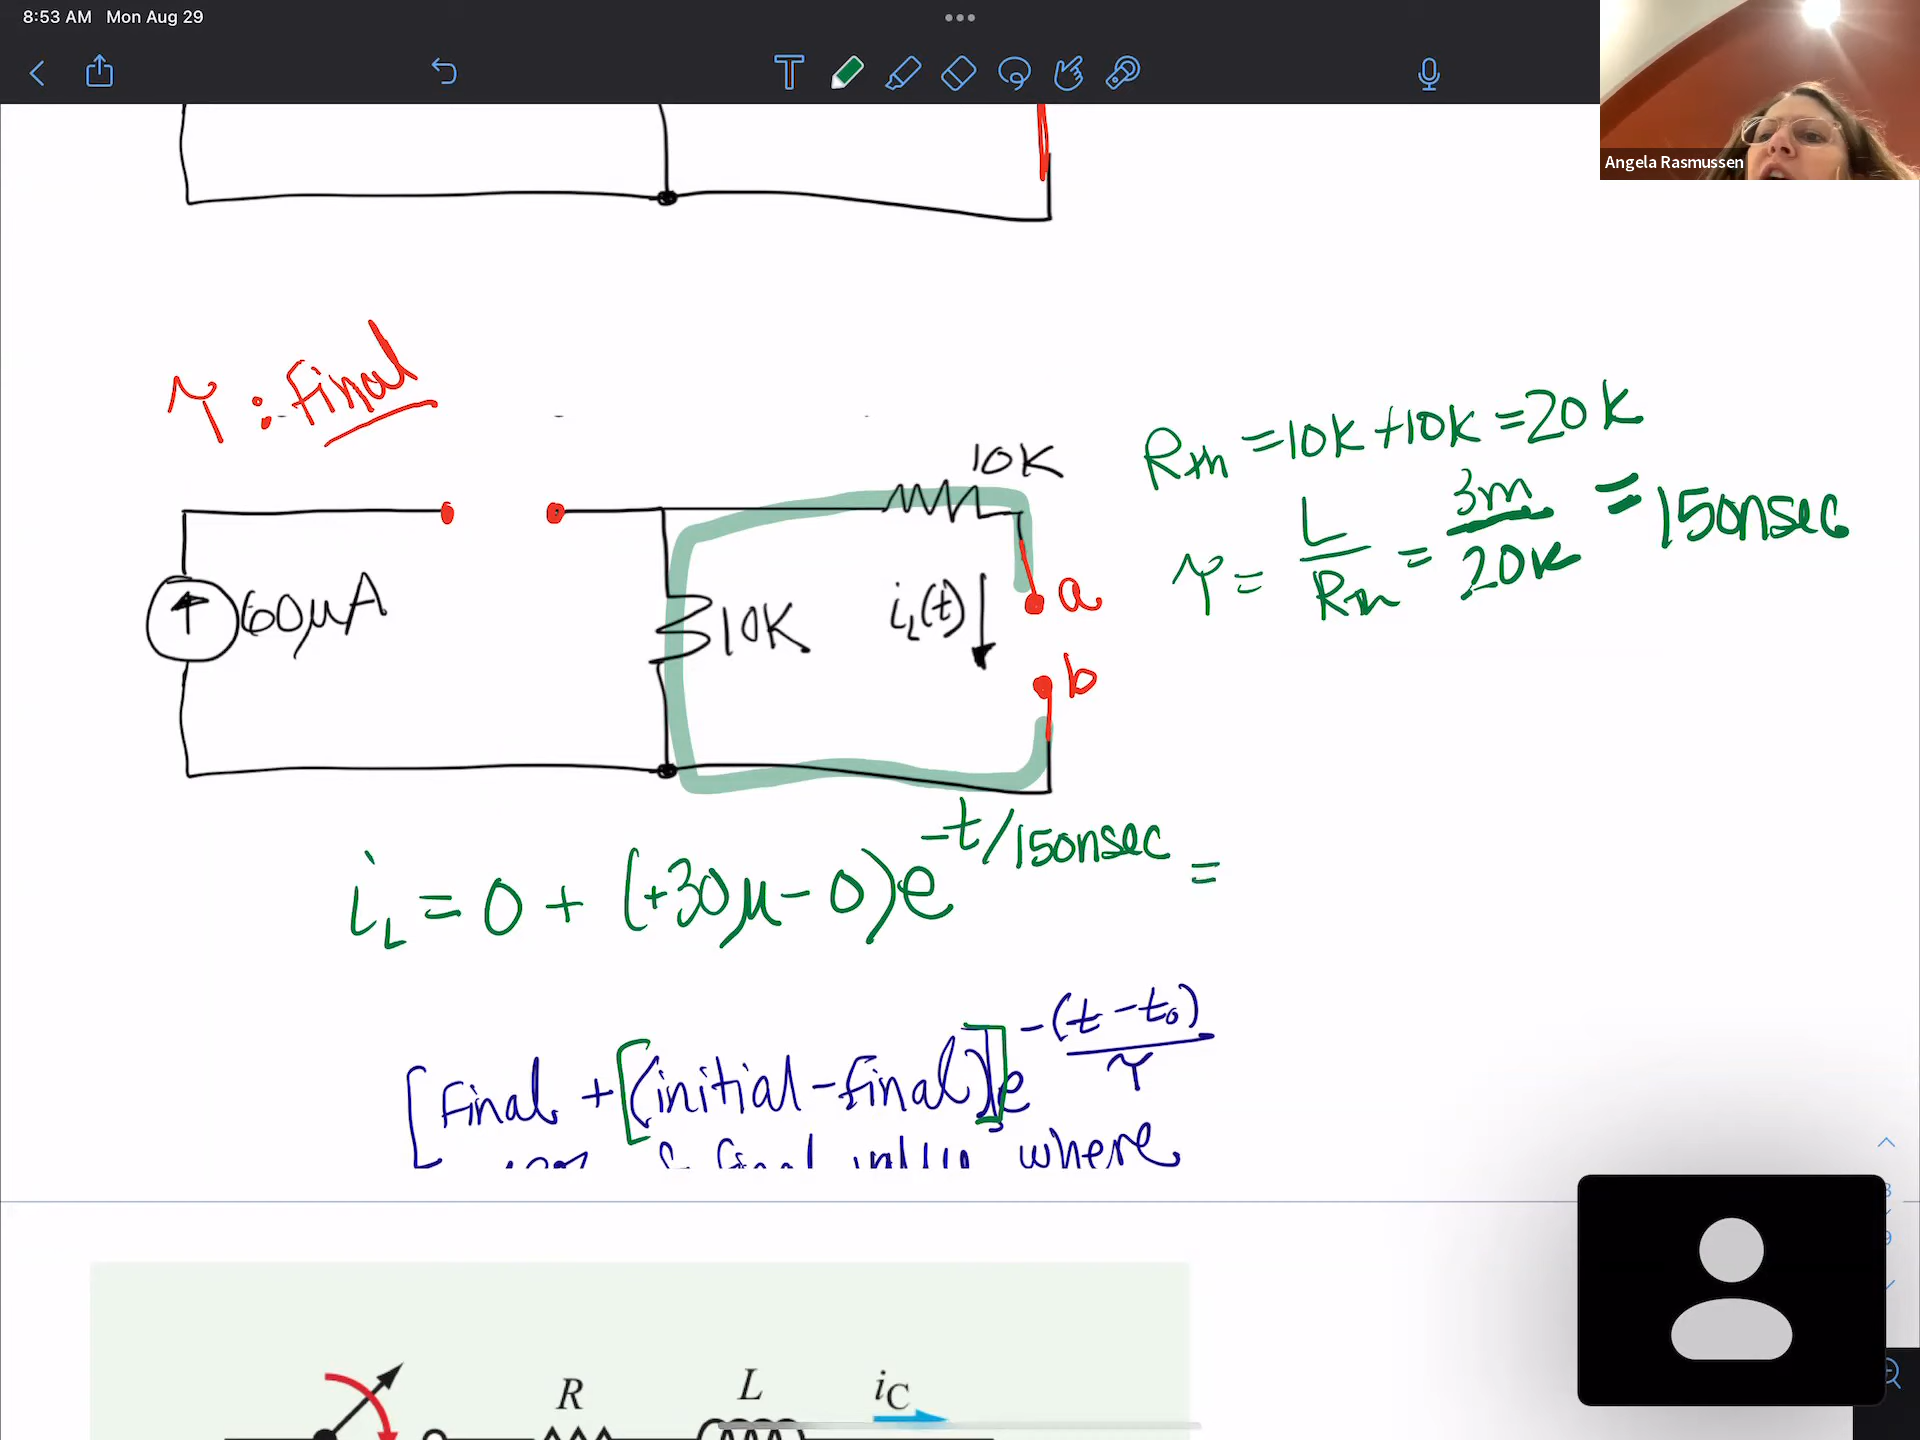 8:53 AM Mon Aug 29
Angela Rasmussen
τ : Final
10K
Rth = 10K + 10K = 20K
τ = L/Rth = 3m/20K = 150nsec
60μA
10K
iL(t)
a
b
iL = 0 + (+30μ - 0)e^-t/150nsec =
[Final + [(initial - final)]e^-(t - t0)/τ
where
R
L
iC